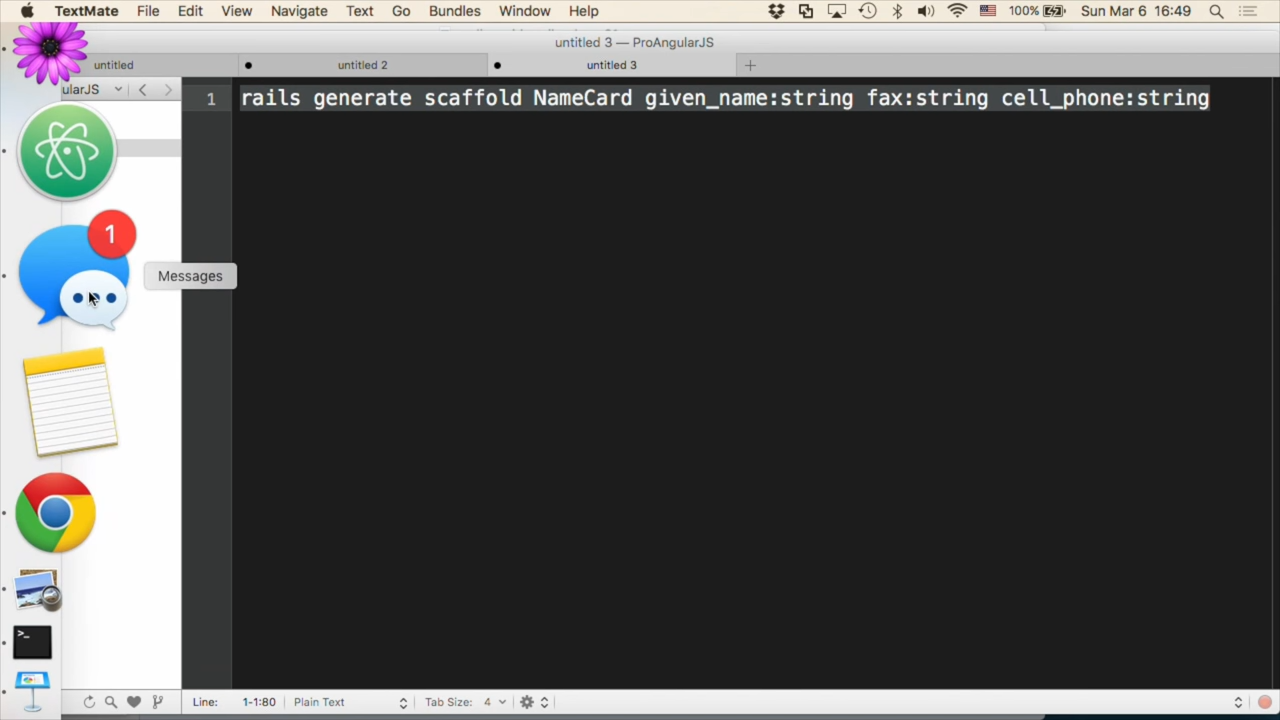 TextMate File Edit View Navigate Text Go Bundles Window Help 100% Sun Mar 6 16:49
untitled 3 — ProAngularJS
untitled untitled 2 untitled 3
ularJS
1 rails generate scaffold NameCard given_name:string fax:string cell_phone:string
1
Messages
>_
Line: 1-1:80 Plain Text Tab Size: 4